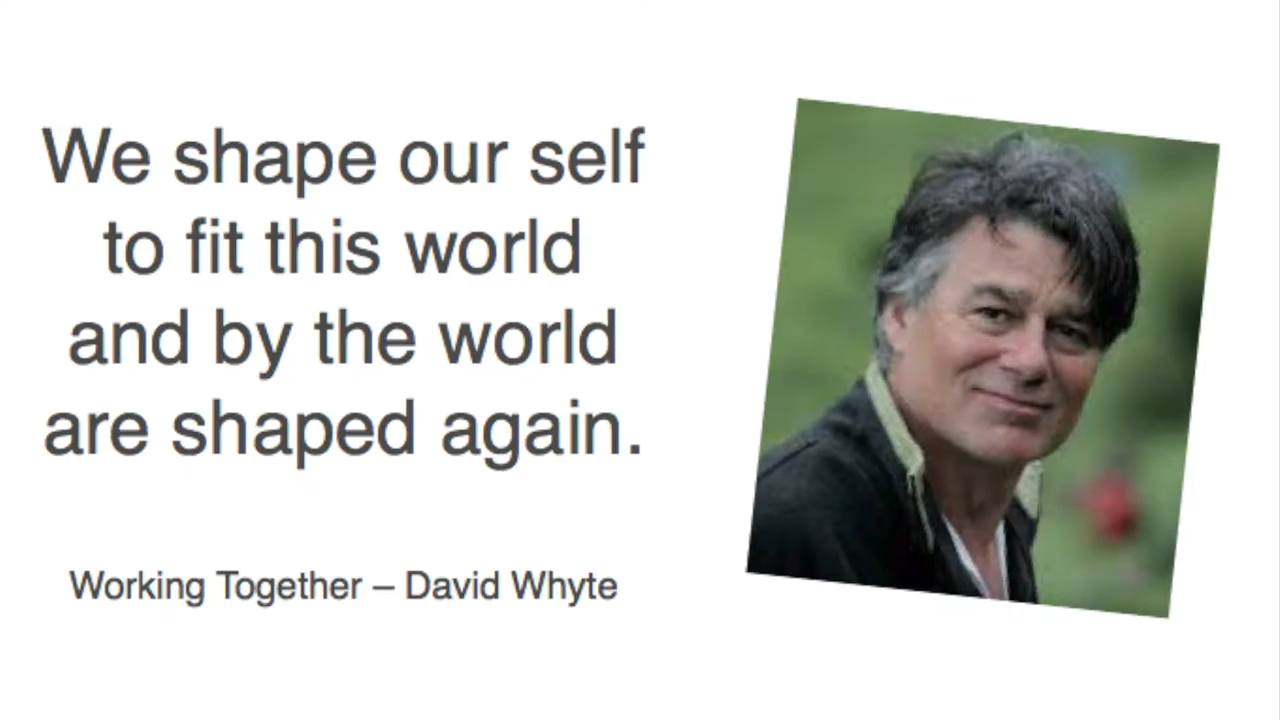 We shape our self
to fit this world
and by the world
are shaped again.
Working Together – David Whyte